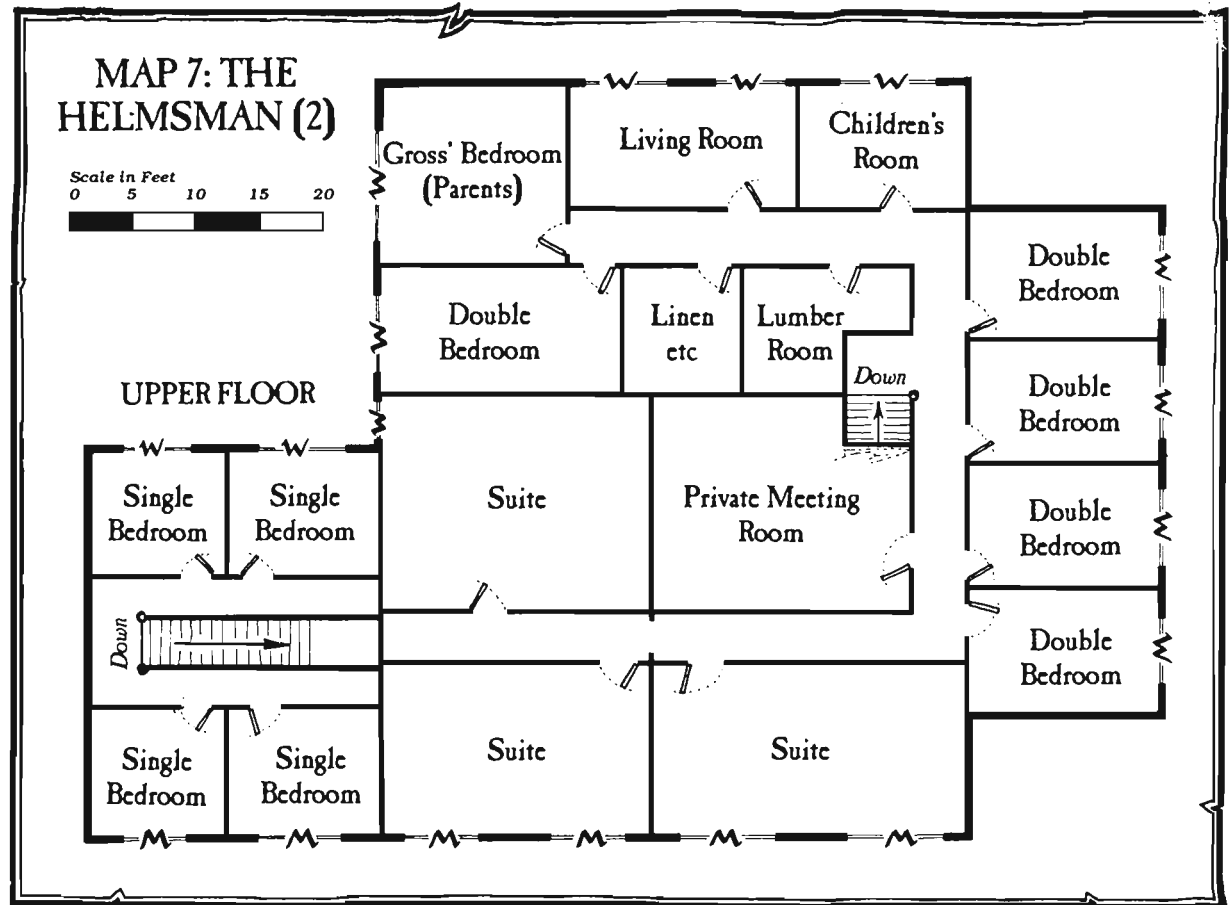 MAP 7: THE
HELMSMAN (2)
Scale in Feet
0 5 10 15 20
Gross' Bedroom
(Parents)
Living Room
Children's
Room
Double
Bedroom
Double
Bedroom
Linen
etc
Lumber
Room
Down
Double
Bedroom
UPPER FLOOR
Single
Bedroom
Single
Bedroom
Suite
Private Meeting
Room
Double
Bedroom
Down
Double
Bedroom
Single
Bedroom
Single
Bedroom
Suite
Suite